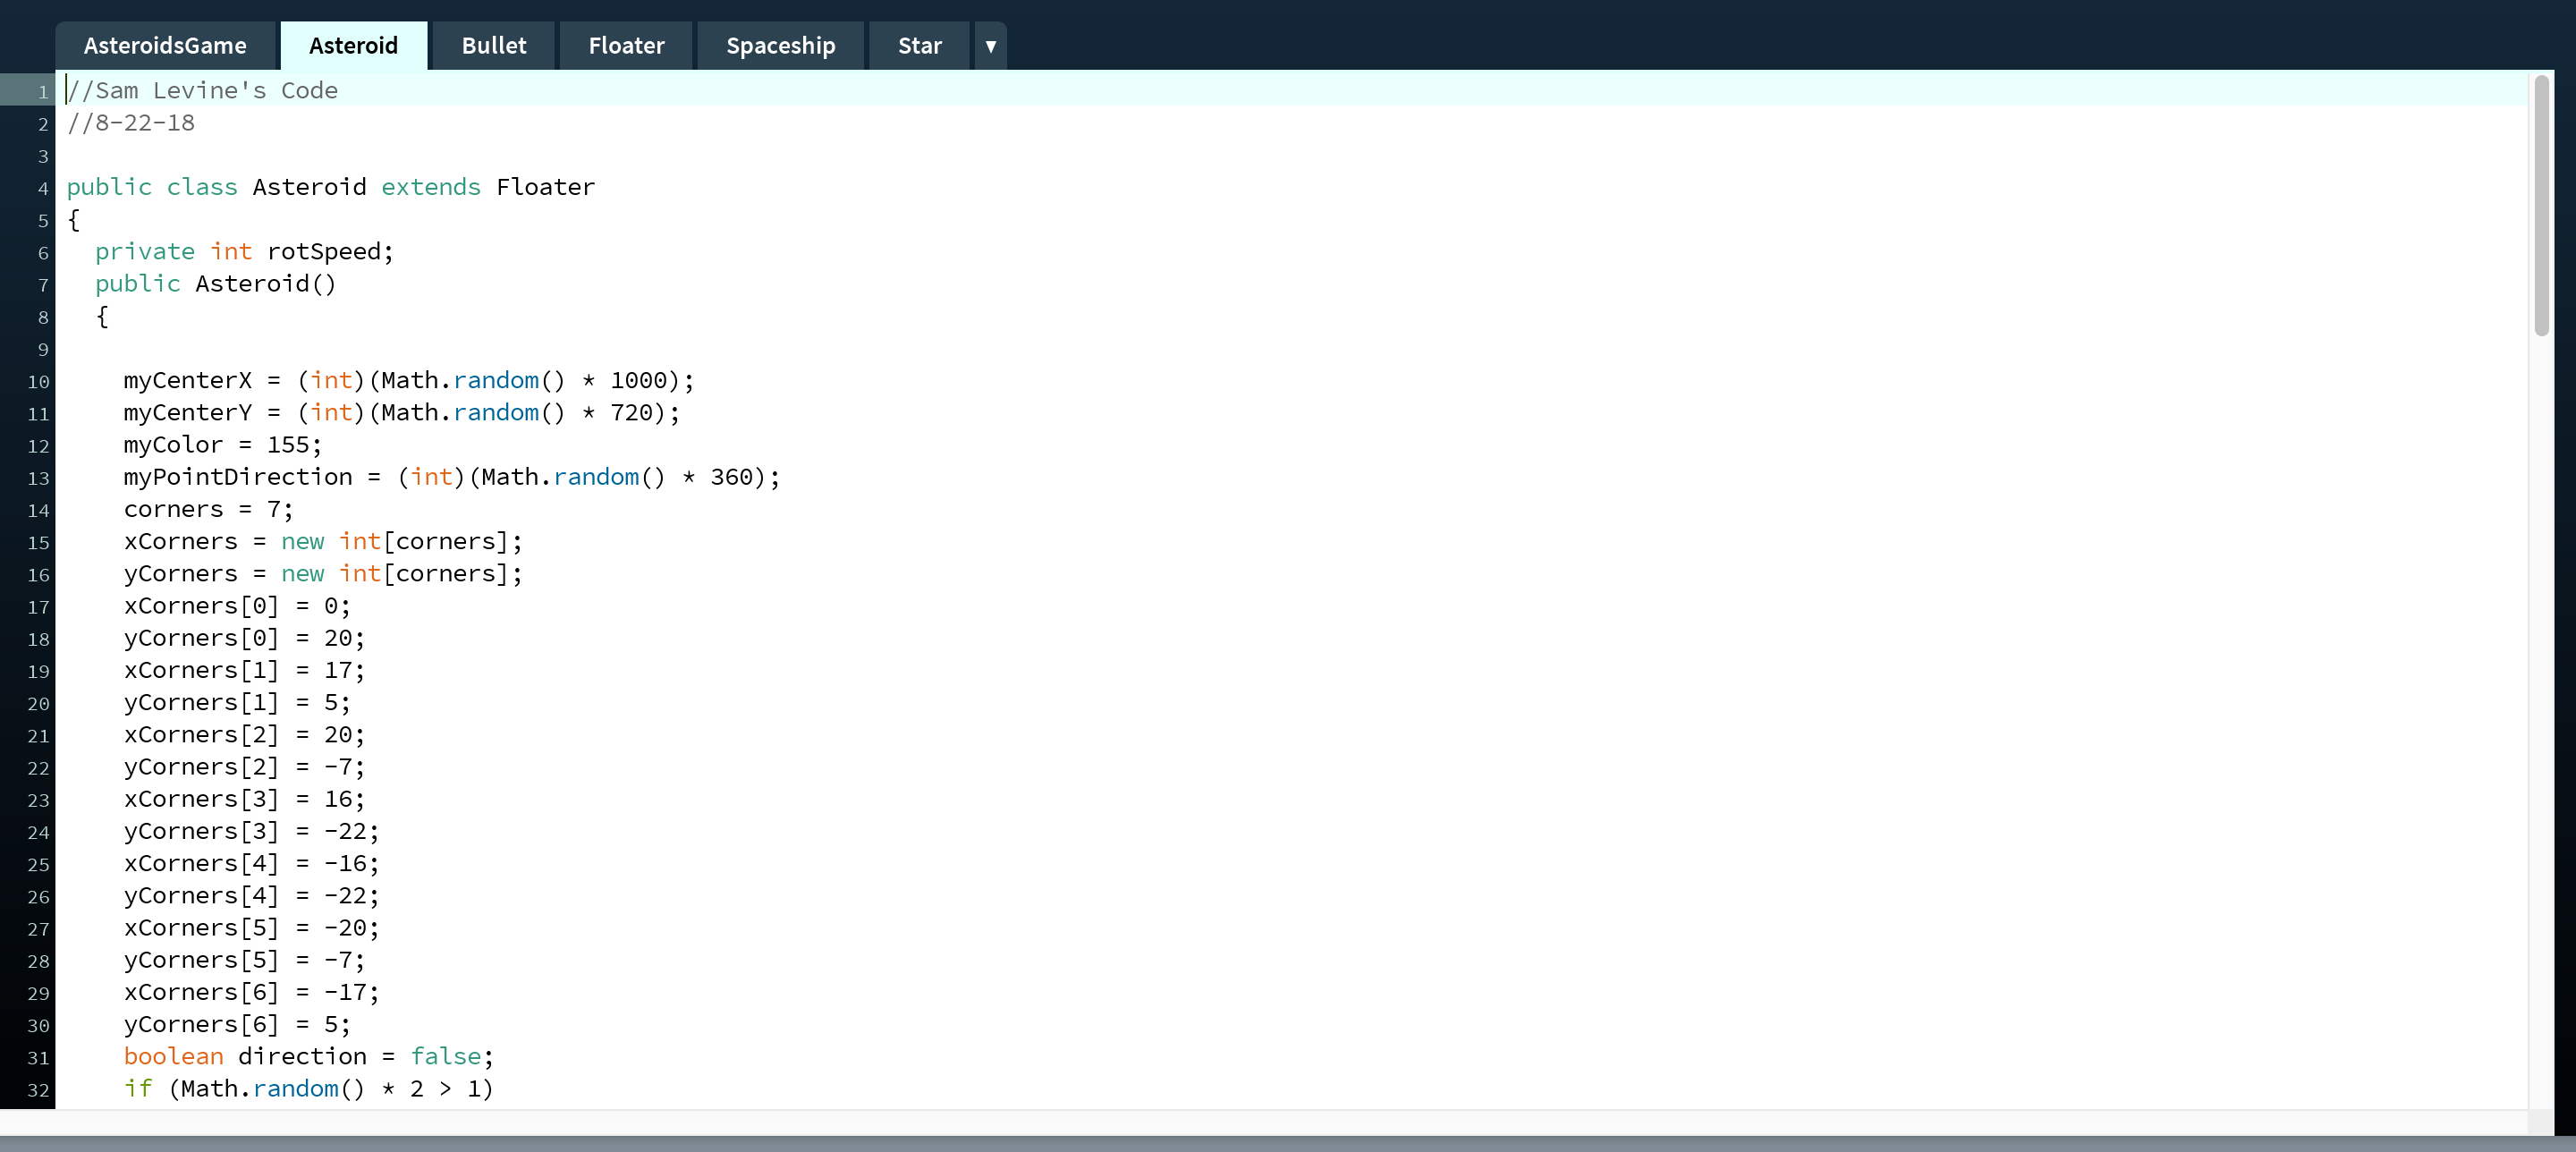 AsteroidsGame Asteroid Bullet Floater Spaceship Star ▼
1 //Sam Levine's Code
2 //8-22-18
3
4 public class Asteroid extends Floater
5 {
6   private int rotSpeed;
7   public Asteroid()
8   {
9
10     myCenterX = (int)(Math.random() * 1000);
11     myCenterY = (int)(Math.random() * 720);
12     myColor = 155;
13     myPointDirection = (int)(Math.random() * 360);
14     corners = 7;
15     xCorners = new int[corners];
16     yCorners = new int[corners];
17     xCorners[0] = 0;
18     yCorners[0] = 20;
19     xCorners[1] = 17;
20     yCorners[1] = 5;
21     xCorners[2] = 20;
22     yCorners[2] = -7;
23     xCorners[3] = 16;
24     yCorners[3] = -22;
25     xCorners[4] = -16;
26     yCorners[4] = -22;
27     xCorners[5] = -20;
28     yCorners[5] = -7;
29     xCorners[6] = -17;
30     yCorners[6] = 5;
31     boolean direction = false;
32     if (Math.random() * 2 > 1)